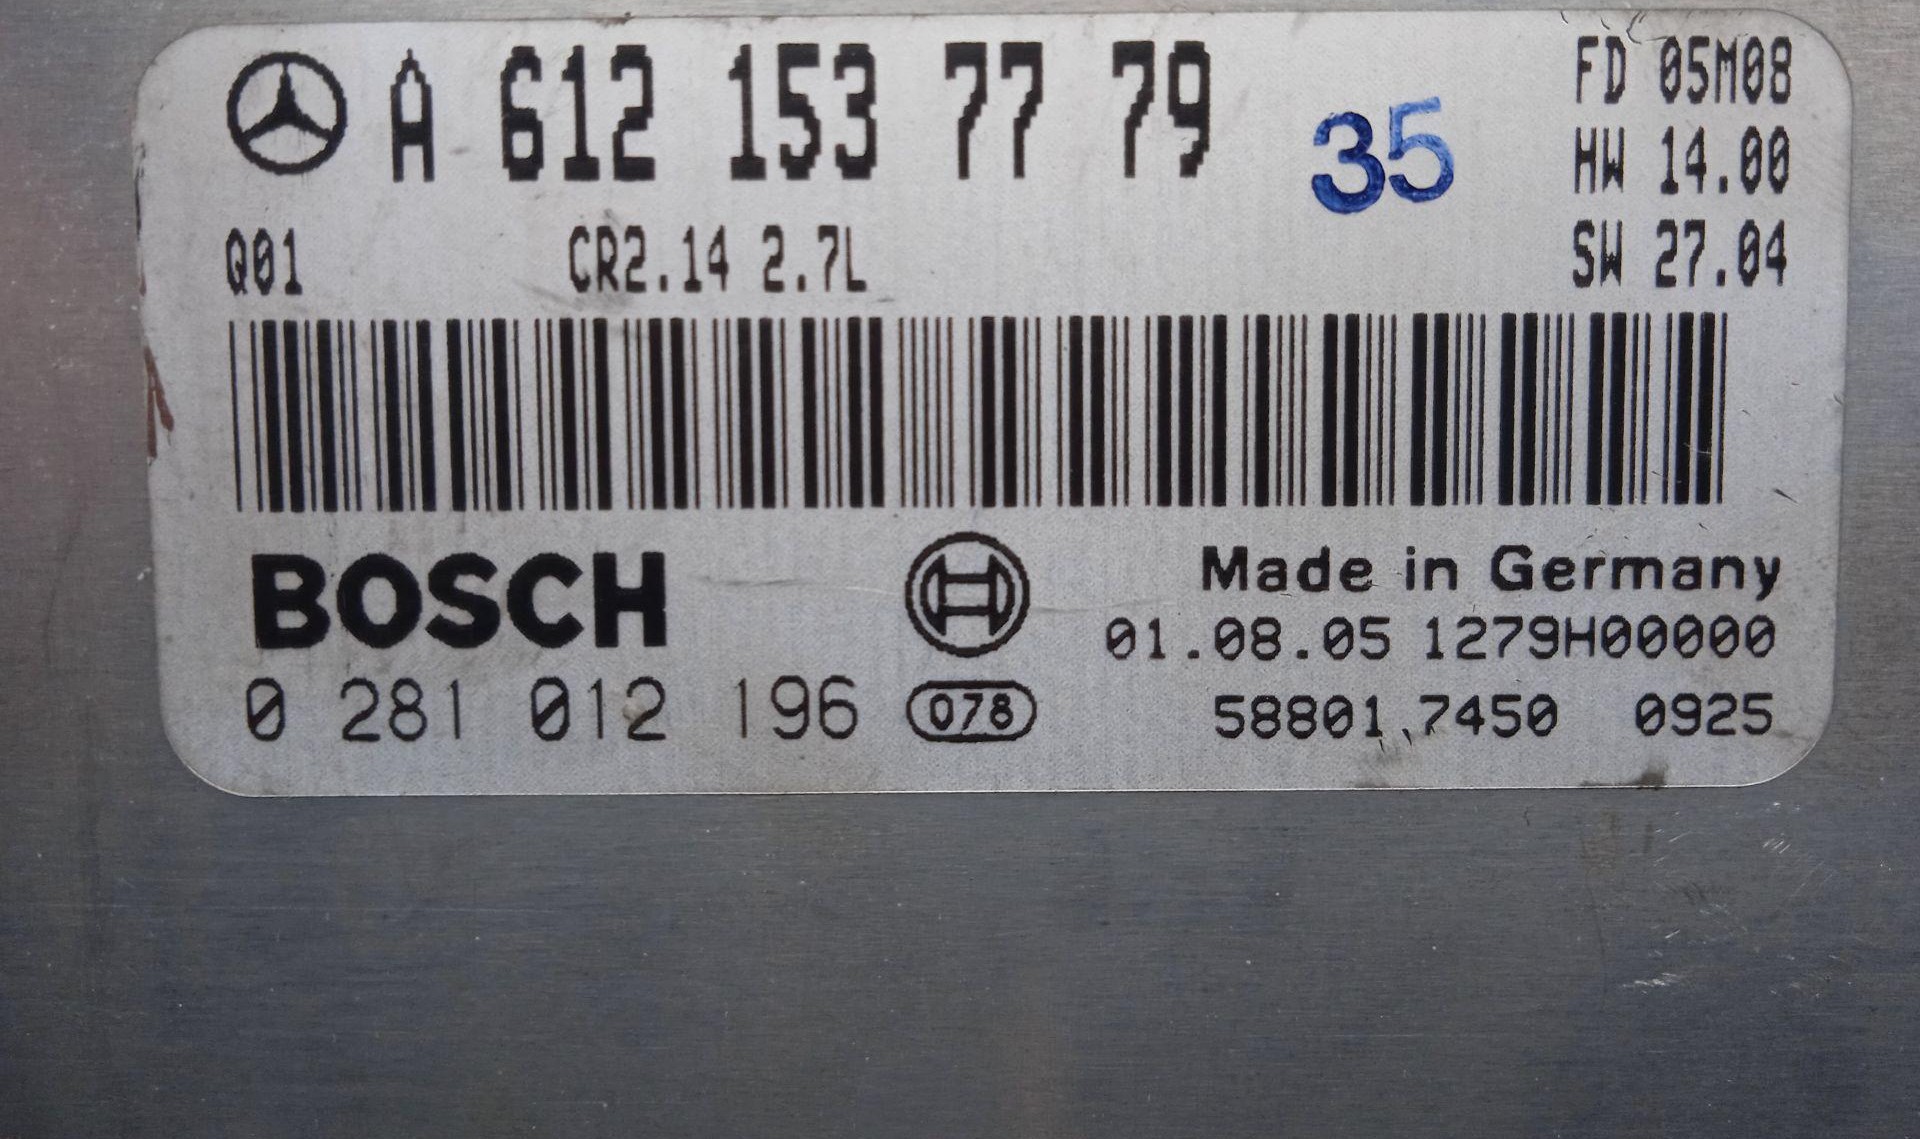 A 612 153 77 79
35
FD 05M08
HW 14.00
SW 27.04
Q01
CR2.14 2.7L
BOSCH
Made in Germany
01.08.05 1279H00000
0 281 012 196
078
58801.7450 0925